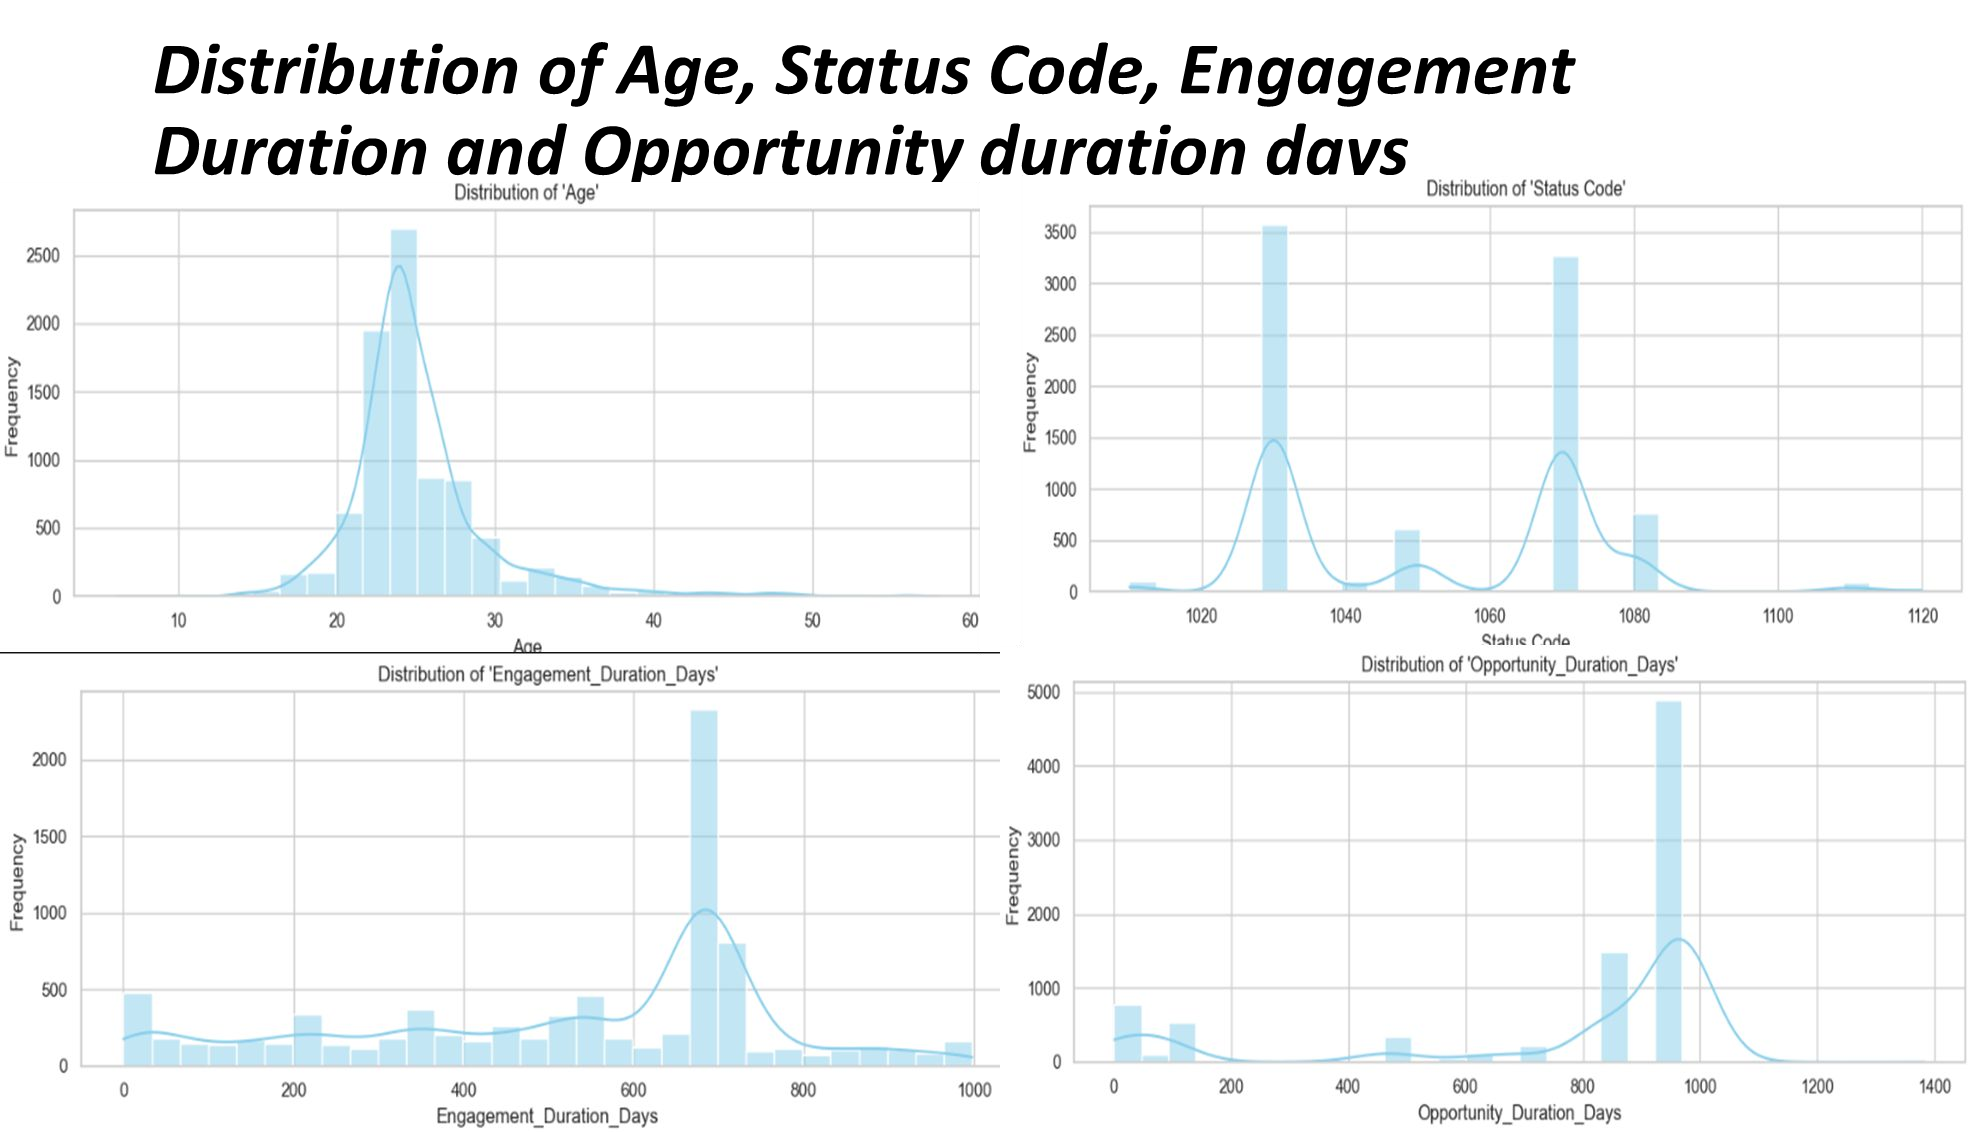 Distribution of Age, Status Code, Engagement
Duration and Opportunity duration days
Distribution of 'Age'
Frequency
2500
2000
1500
1000
500
0
10 20 30 40 50 60
Age
Distribution of 'Status Code'
Frequency
3500
3000
2500
2000
1500
1000
500
0
1020 1040 1060 1080 1100 1120
Status Code
Distribution of 'Engagement_Duration_Days'
Frequency
2000
1500
1000
500
0
0 200 400 600 800 1000
Engagement_Duration_Days
Distribution of 'Opportunity_Duration_Days'
Frequency
5000
4000
3000
2000
1000
0
0 200 400 600 800 1000 1200 1400
Opportunity_Duration_Days